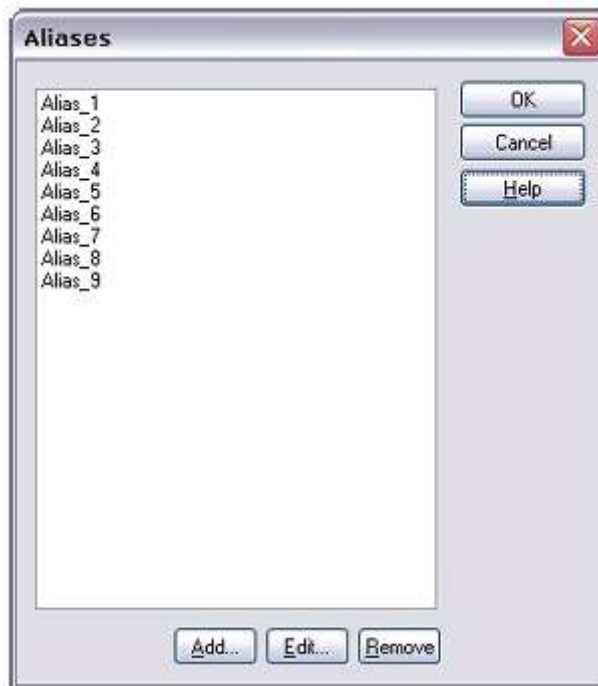 Aliases
Alias_1
Alias_2
Alias_3
Alias_4
Alias_5
Alias_6
Alias_7
Alias_8
Alias_9
OK
Cancel
Help
Add...
Edit...
Remove